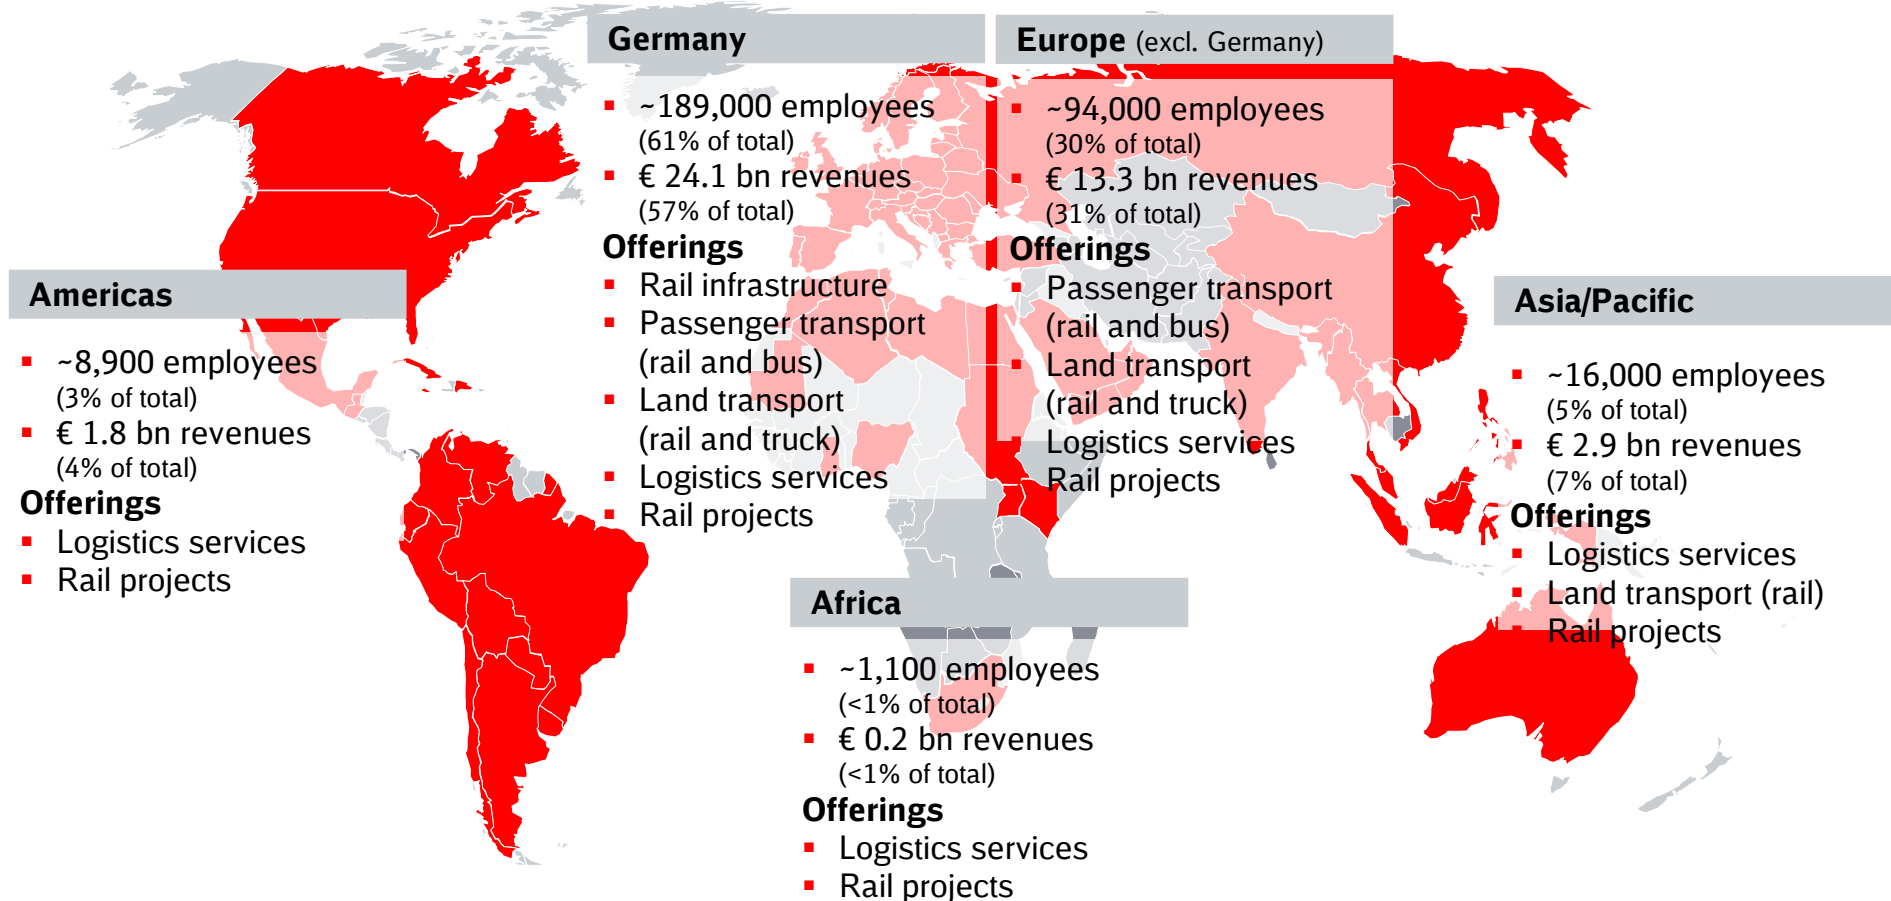 Germany
▪ ~189,000 employees
(61% of total)
▪ € 24.1 bn revenues
(57% of total)
Offerings
▪ Rail infrastructure
▪ Passenger transport
(rail and bus)
▪ Land transport
(rail and truck)
▪ Logistics services
▪ Rail projects
Europe (excl. Germany)
▪ ~94,000 employees
(30% of total)
▪ € 13.3 bn revenues
(31% of total)
Offerings
▪ Passenger transport
(rail and bus)
▪ Land transport
(rail and truck)
▪ Logistics services
Rail projects
Americas
▪ ~8,900 employees
(3% of total)
▪ € 1.8 bn revenues
(4% of total)
Offerings
▪ Logistics services
▪ Rail projects
Asia/Pacific
▪ ~16,000 employees
(5% of total)
▪ € 2.9 bn revenues
(7% of total)
Offerings
▪ Logistics services
▪ Land transport (rail)
▪ Rail projects
Africa
▪ ~1,100 employees
(<1% of total)
▪ € 0.2 bn revenues
(<1% of total)
Offerings
▪ Logistics services
▪ Rail projects